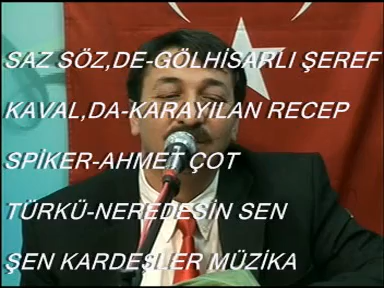 SAZ SÖZ,DE-GÖLHİSARLI ŞEREF
KAVAL,DA-KARAYILAN RECEP
SPİKER-AHMET ÇOT
TÜRKÜ-NEREDESİN SEN
ŞEN KARDEŞLER MÜZİKA